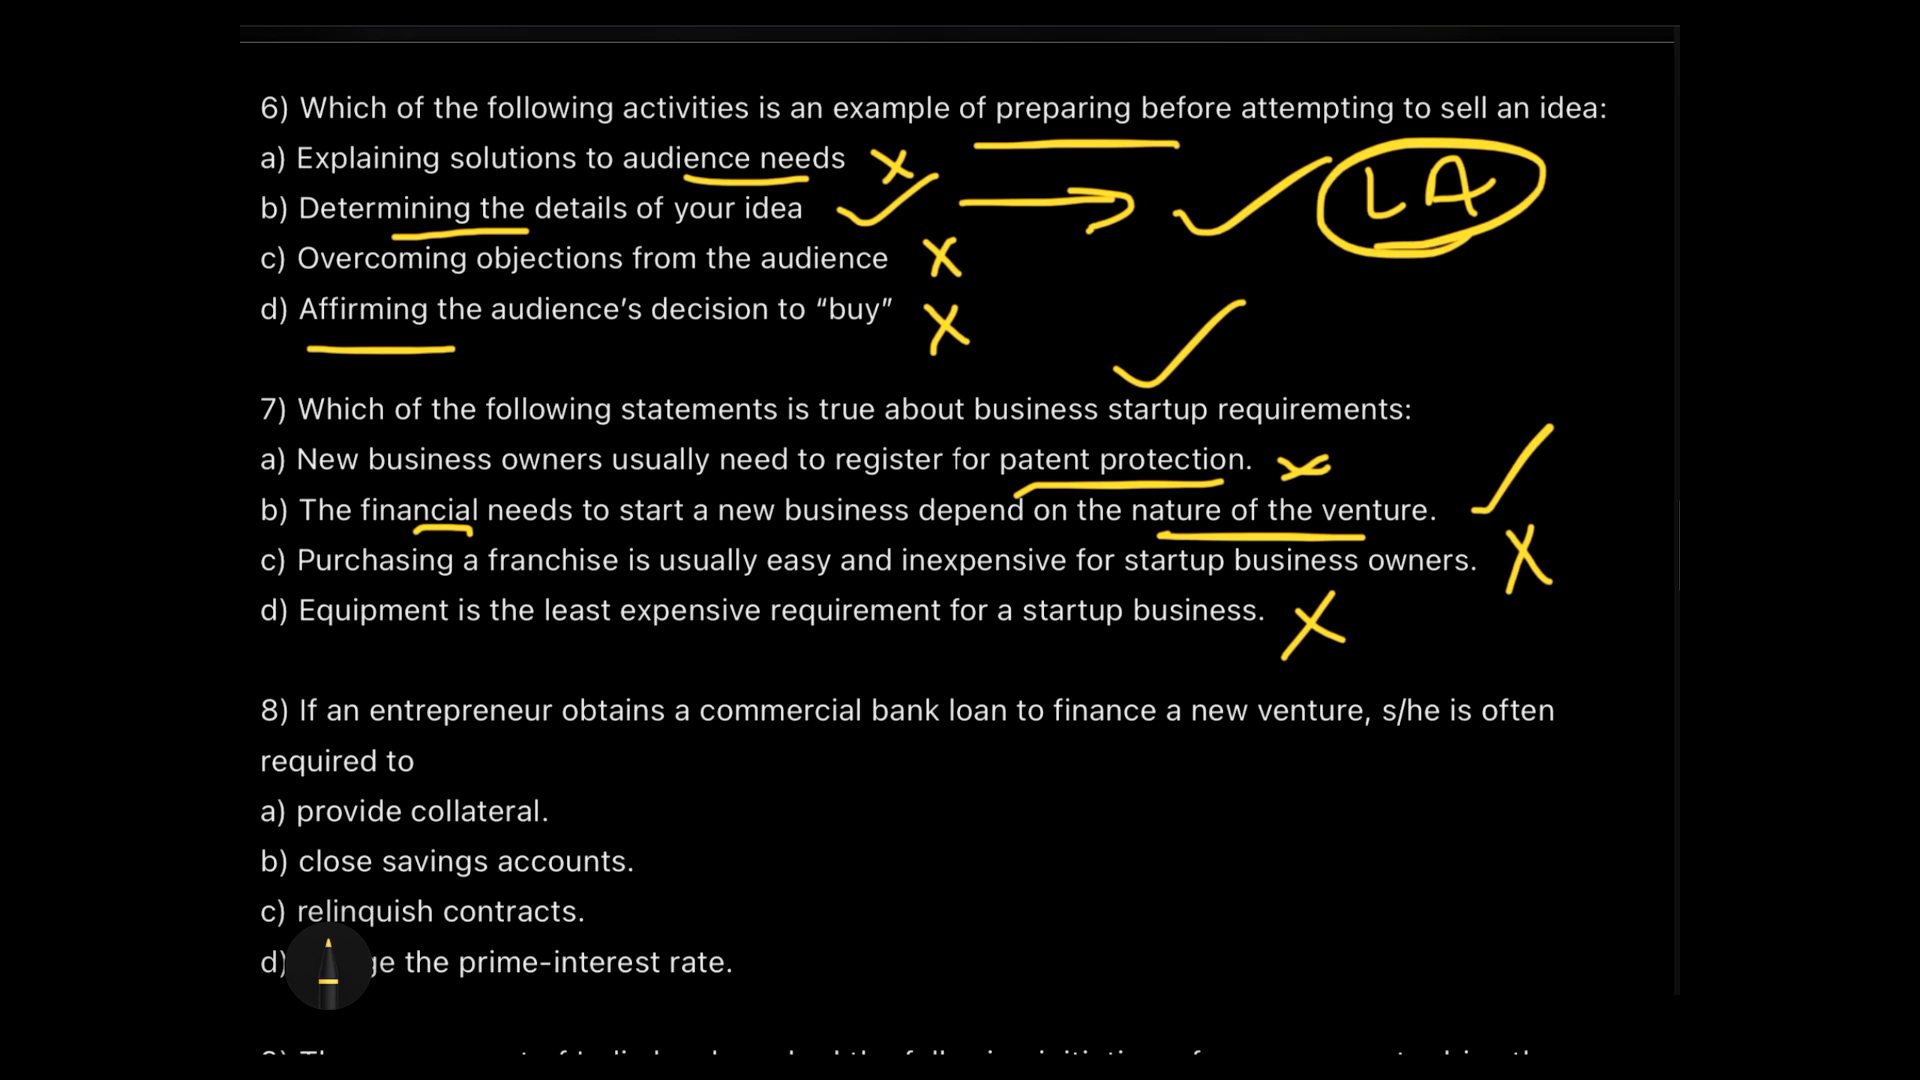 6) Which of the following activities is an example of preparing before attempting to sell an idea:
a) Explaining solutions to audience needs
b) Determining the details of your idea
LA
c) Overcoming objections from the audience
d) Affirming the audience's decision to “buy”
7) Which of the following statements is true about business startup requirements:
a) New business owners usually need to register for patent protection.
b) The financial needs to start a new business depend on the nature of the venture.
c) Purchasing a franchise is usually easy and inexpensive for startup business owners.
d) Equipment is the least expensive requirement for a startup business.
8) If an entrepreneur obtains a commercial bank loan to finance a new venture, s/he is often
required to
a) provide collateral.
b) close savings accounts.
c) relinquish contracts.
d) the prime-interest rate.